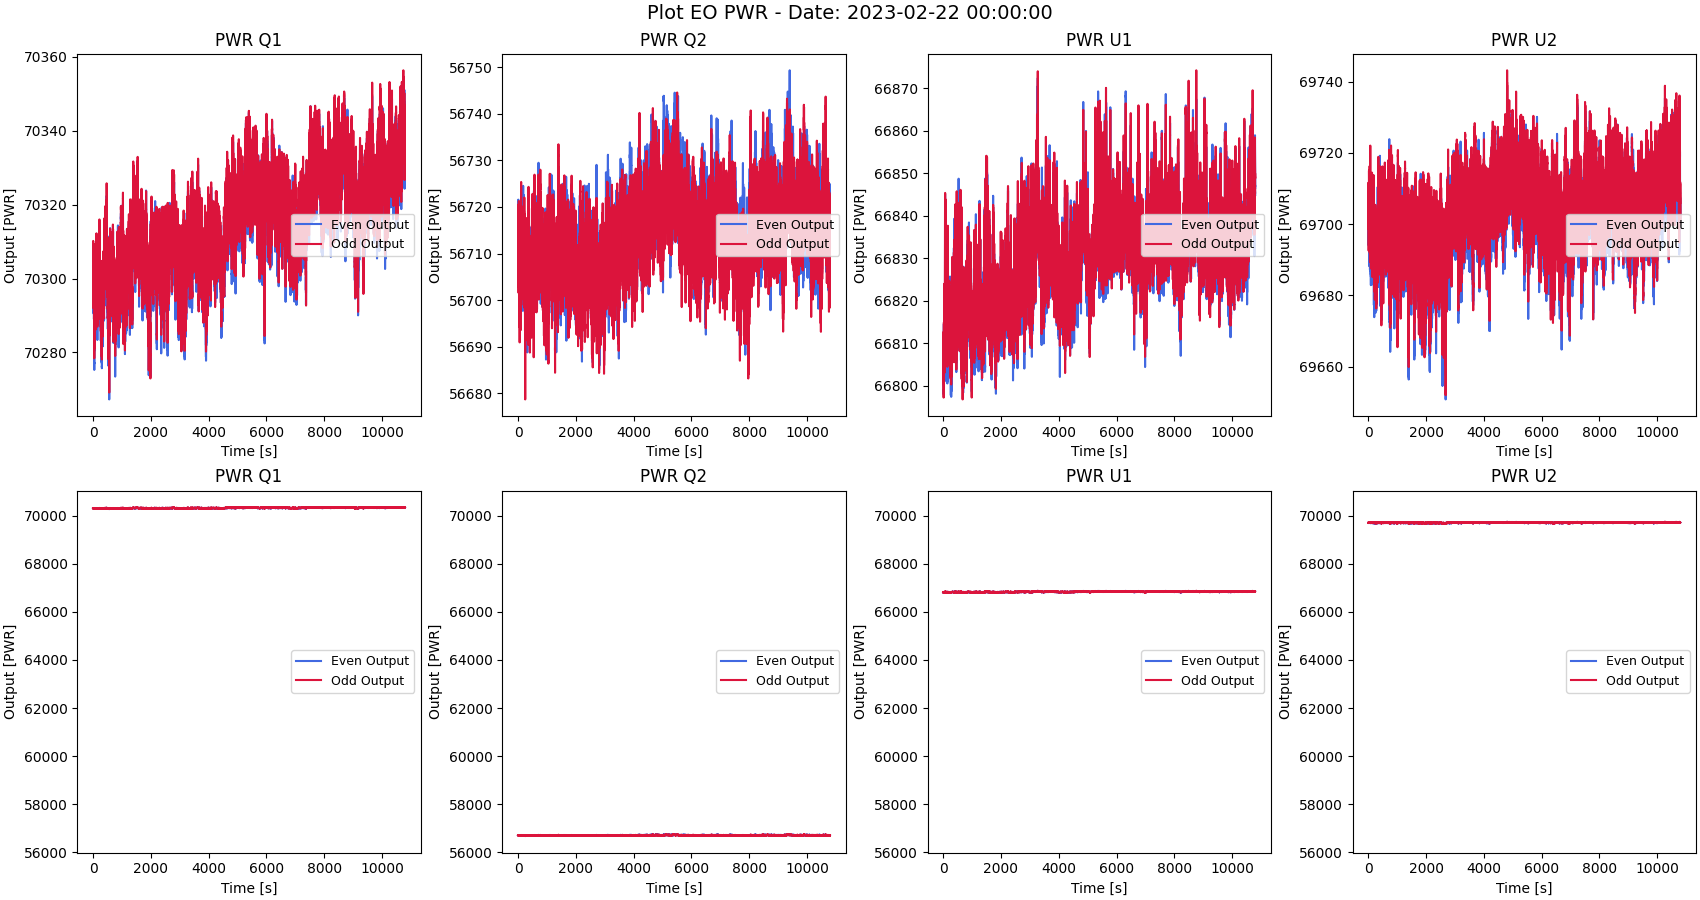 Plot EO PWR - Date: 2023-02-22 00:00:00
PWR Q1
Output [PWR]
70360
70340
70320
70300
70280
0 2000 4000 6000 8000 10000
Time [s]
Even Output
Odd Output
PWR Q2
Output [PWR]
56750
56740
56730
56720
56710
56700
56690
56680
0 2000 4000 6000 8000 10000
Time [s]
Even Output
Odd Output
PWR U1
Output [PWR]
66870
66860
66850
66840
66830
66820
66810
66800
0 2000 4000 6000 8000 10000
Time [s]
Even Output
Odd Output
PWR U2
Output [PWR]
69740
69720
69700
69680
69660
0 2000 4000 6000 8000 10000
Time [s]
Even Output
Odd Output
PWR Q1
Output [PWR]
70000
68000
66000
64000
62000
60000
58000
56000
0 2000 4000 6000 8000 10000
Time [s]
Even Output
Odd Output
PWR Q2
Output [PWR]
70000
68000
66000
64000
62000
60000
58000
56000
0 2000 4000 6000 8000 10000
Time [s]
Even Output
Odd Output
PWR U1
Output [PWR]
70000
68000
66000
64000
62000
60000
58000
56000
0 2000 4000 6000 8000 10000
Time [s]
Even Output
Odd Output
PWR U2
Output [PWR]
70000
68000
66000
64000
62000
60000
58000
56000
0 2000 4000 6000 8000 10000
Time [s]
Even Output
Odd Output